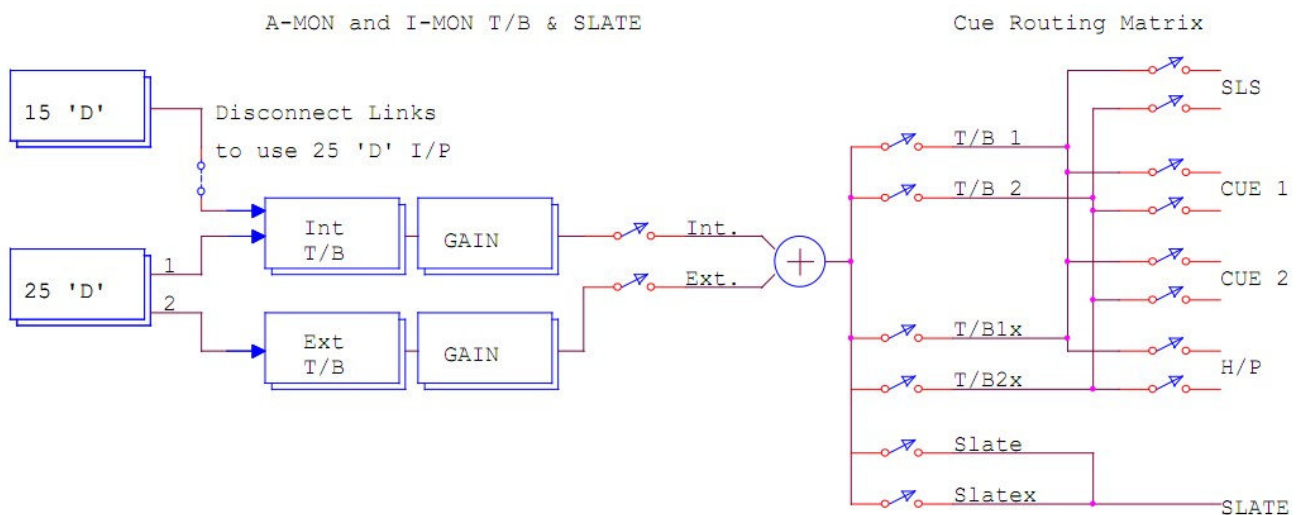 A-MON and I-MON T/B & SLATE
Cue Routing Matrix
15 'D'
Disconnect Links
to use 25 'D' I/P
SLS
T/B 1
T/B 2
CUE 1
Int
T/B
GAIN
Int.
25 'D'
1
2
Ext.
CUE 2
Ext
T/B
GAIN
T/B1x
T/B2x
H/P
Slate
Slatex
SLATE